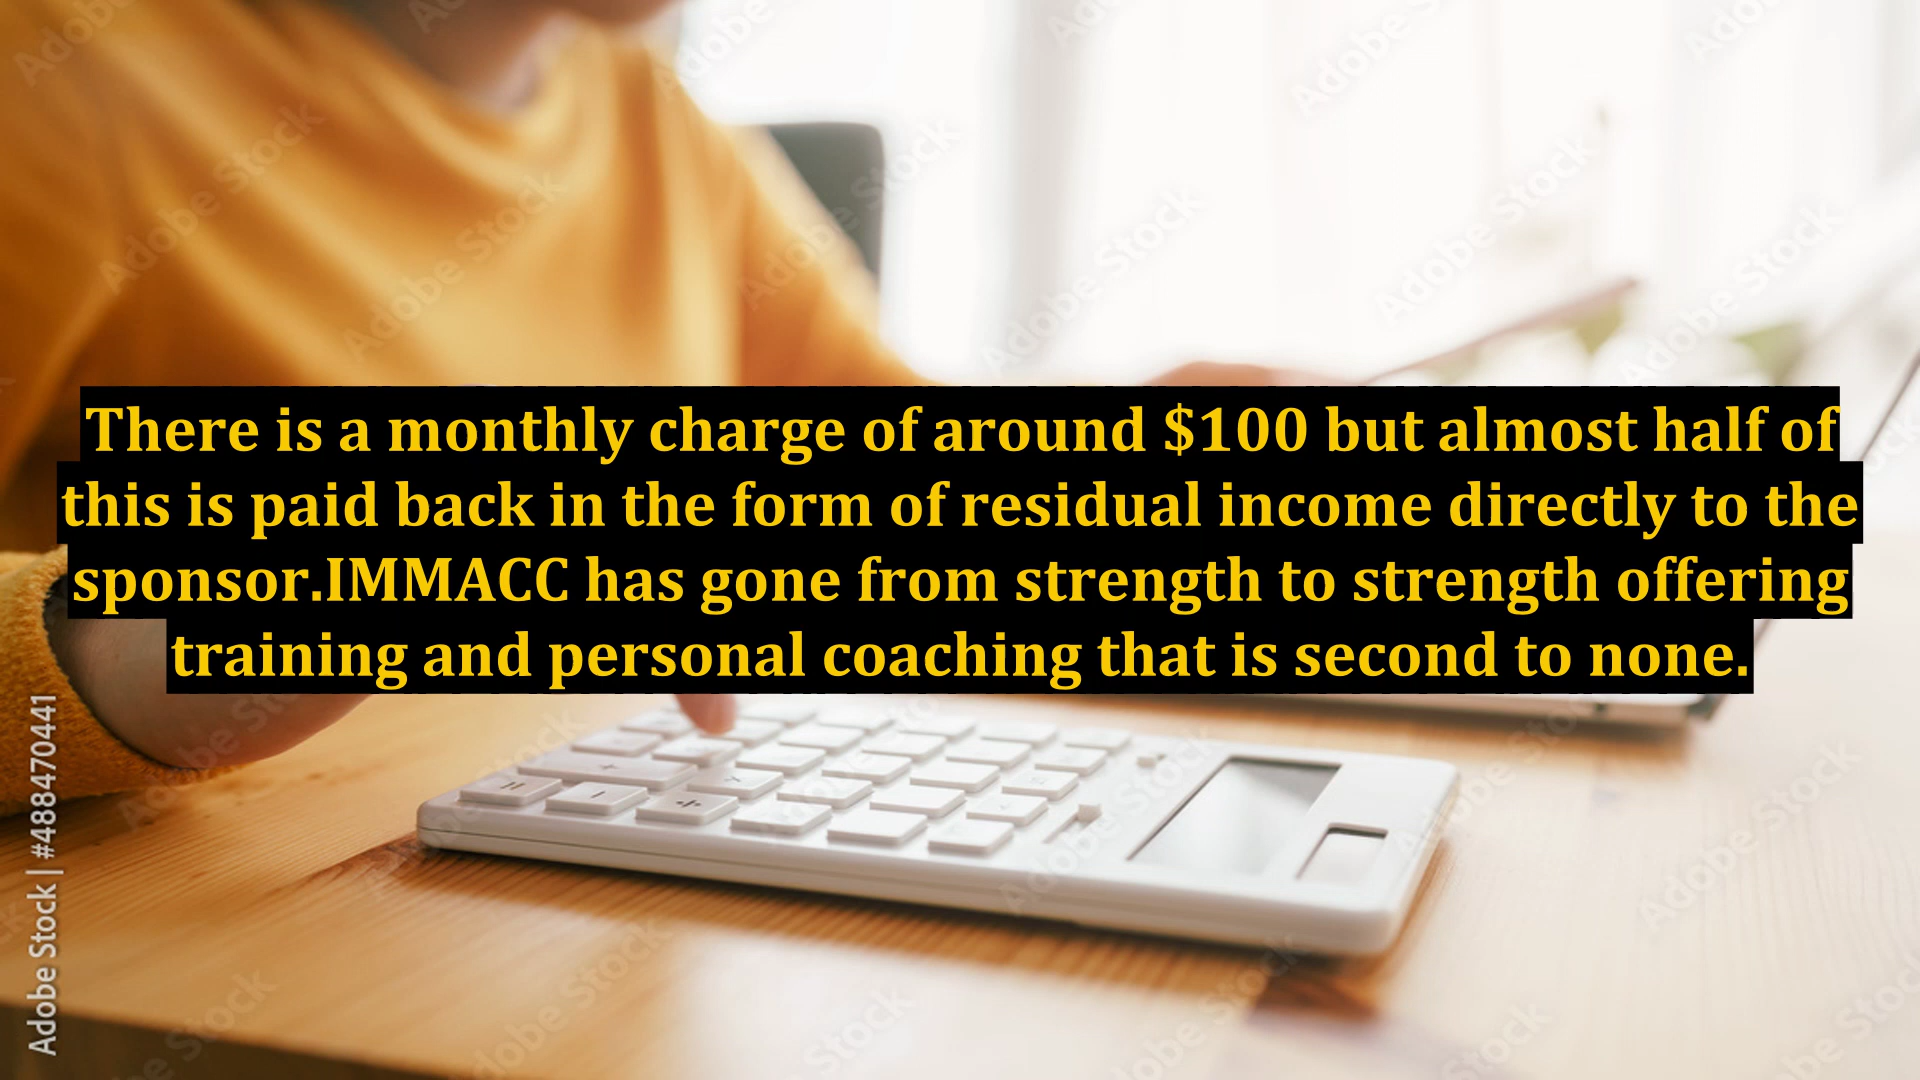 There is a monthly charge of around $100 but almost half of
this is paid back in the form of residual income directly to the
sponsor.IMMACC has gone from strength to strength offering
training and personal coaching that is second to none.
Adobe Stock | #488470441